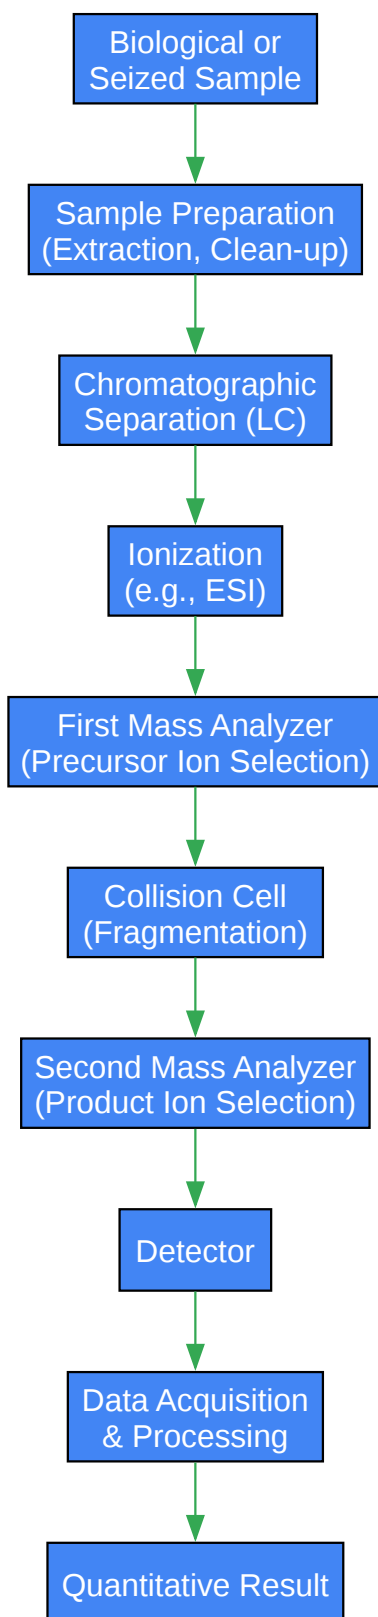 Biological or
Seized Sample
Sample Preparation
(Extraction, Clean-up)
Chromatographic
Separation (LC)
Ionization
(e.g., ESI)
First Mass Analyzer
(Precursor Ion Selection)
Collision Cell
(Fragmentation)
Second Mass Analyzer
(Product Ion Selection)
Detector
Data Acquisition
& Processing
Quantitative Result